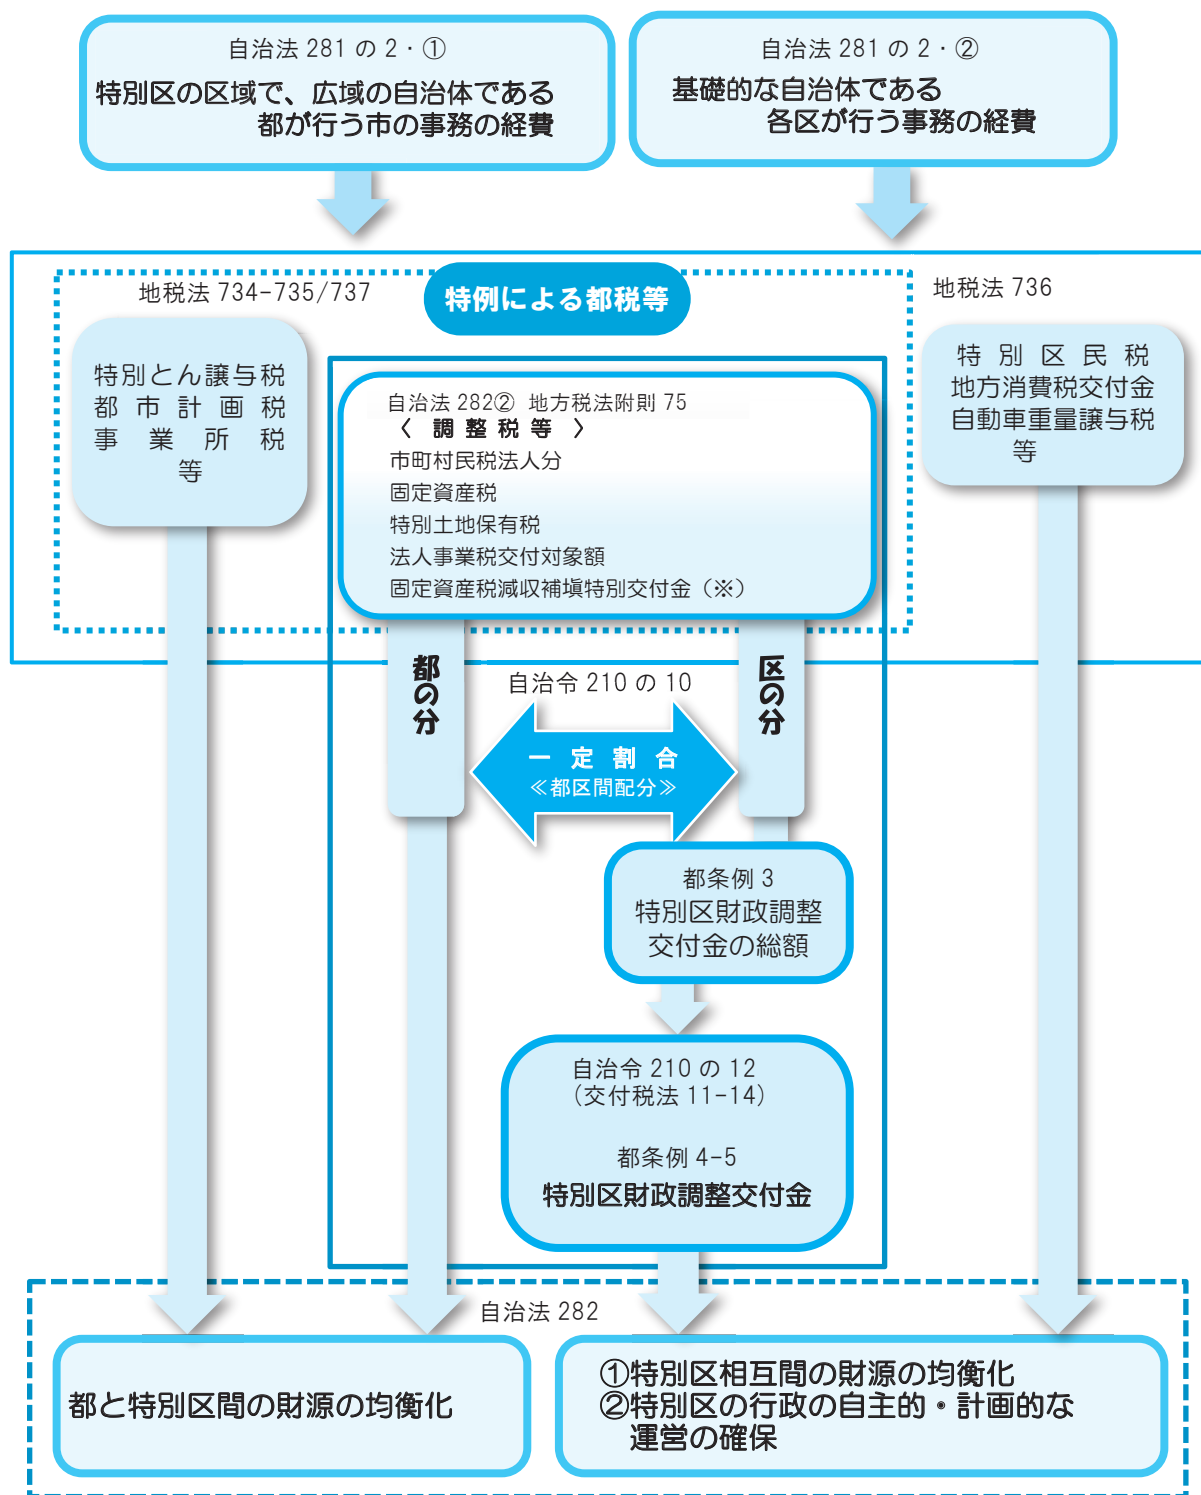 自治法 281 の 2・①
特別区の区域で、広域の自治体である
都が行う市の事務の経費
自治法 281 の 2・②
基礎的な自治体である
各区が行う事務の経費
地税法 734-735/737
特例による都税等
地税法 736
特別とん譲与税
都市計画税
事業所税
等
自治法 282② 地方税法附則 75
〈 調整税等 〉
市町村民税法人分
固定資産税
特別土地保有税
法人事業税交付対象額
固定資産税減収補塡特別交付金（※）
特別区民税
地方消費税交付金
自動車重量譲与税
等
都の分
区の分
自治令 210 の 10
一定割合
≪都区間配分≫
都条例 3
特別区財政調整
交付金の総額
自治令 210 の 12
（交付税法 11-14）
都条例 4-5
特別区財政調整交付金
自治法 282
都と特別区間の財源の均衡化
①特別区相互間の財源の均衡化
②特別区の行政の自主的・計画的な
運営の確保